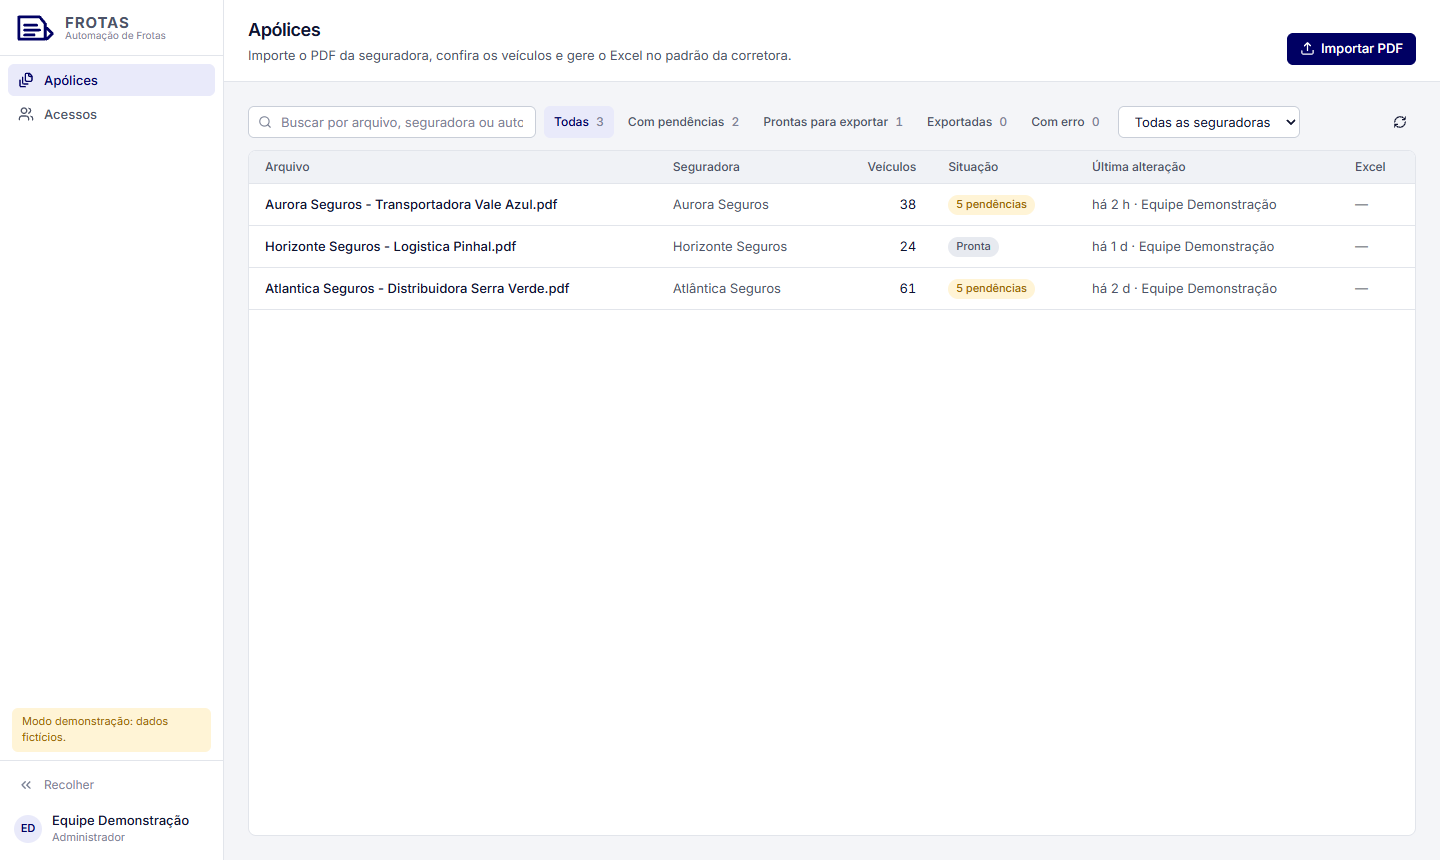 FROTAS
Automação de Frotas
Apólices
Acessos
Modo demonstração: dados
fictícios.
Recolher
ED
Equipe Demonstração
Administrador
Apólices
Importe o PDF da seguradora, confira os veículos e gere o Excel no padrão da corretora.
Importar PDF
Buscar por arquivo, seguradora ou auto
Todas 3
Com pendências 2
Prontas para exportar 1
Exportadas 0
Com erro 0
Todas as seguradoras
Arquivo Seguradora Veículos Situação Última alteração Excel
Aurora Seguros - Transportadora Vale Azul.pdf Aurora Seguros 38 5 pendências há 2 h · Equipe Demonstração —
Horizonte Seguros - Logistica Pinhal.pdf Horizonte Seguros 24 Pronta há 1 d · Equipe Demonstração —
Atlantica Seguros - Distribuidora Serra Verde.pdf Atlântica Seguros 61 5 pendências há 2 d · Equipe Demonstração —